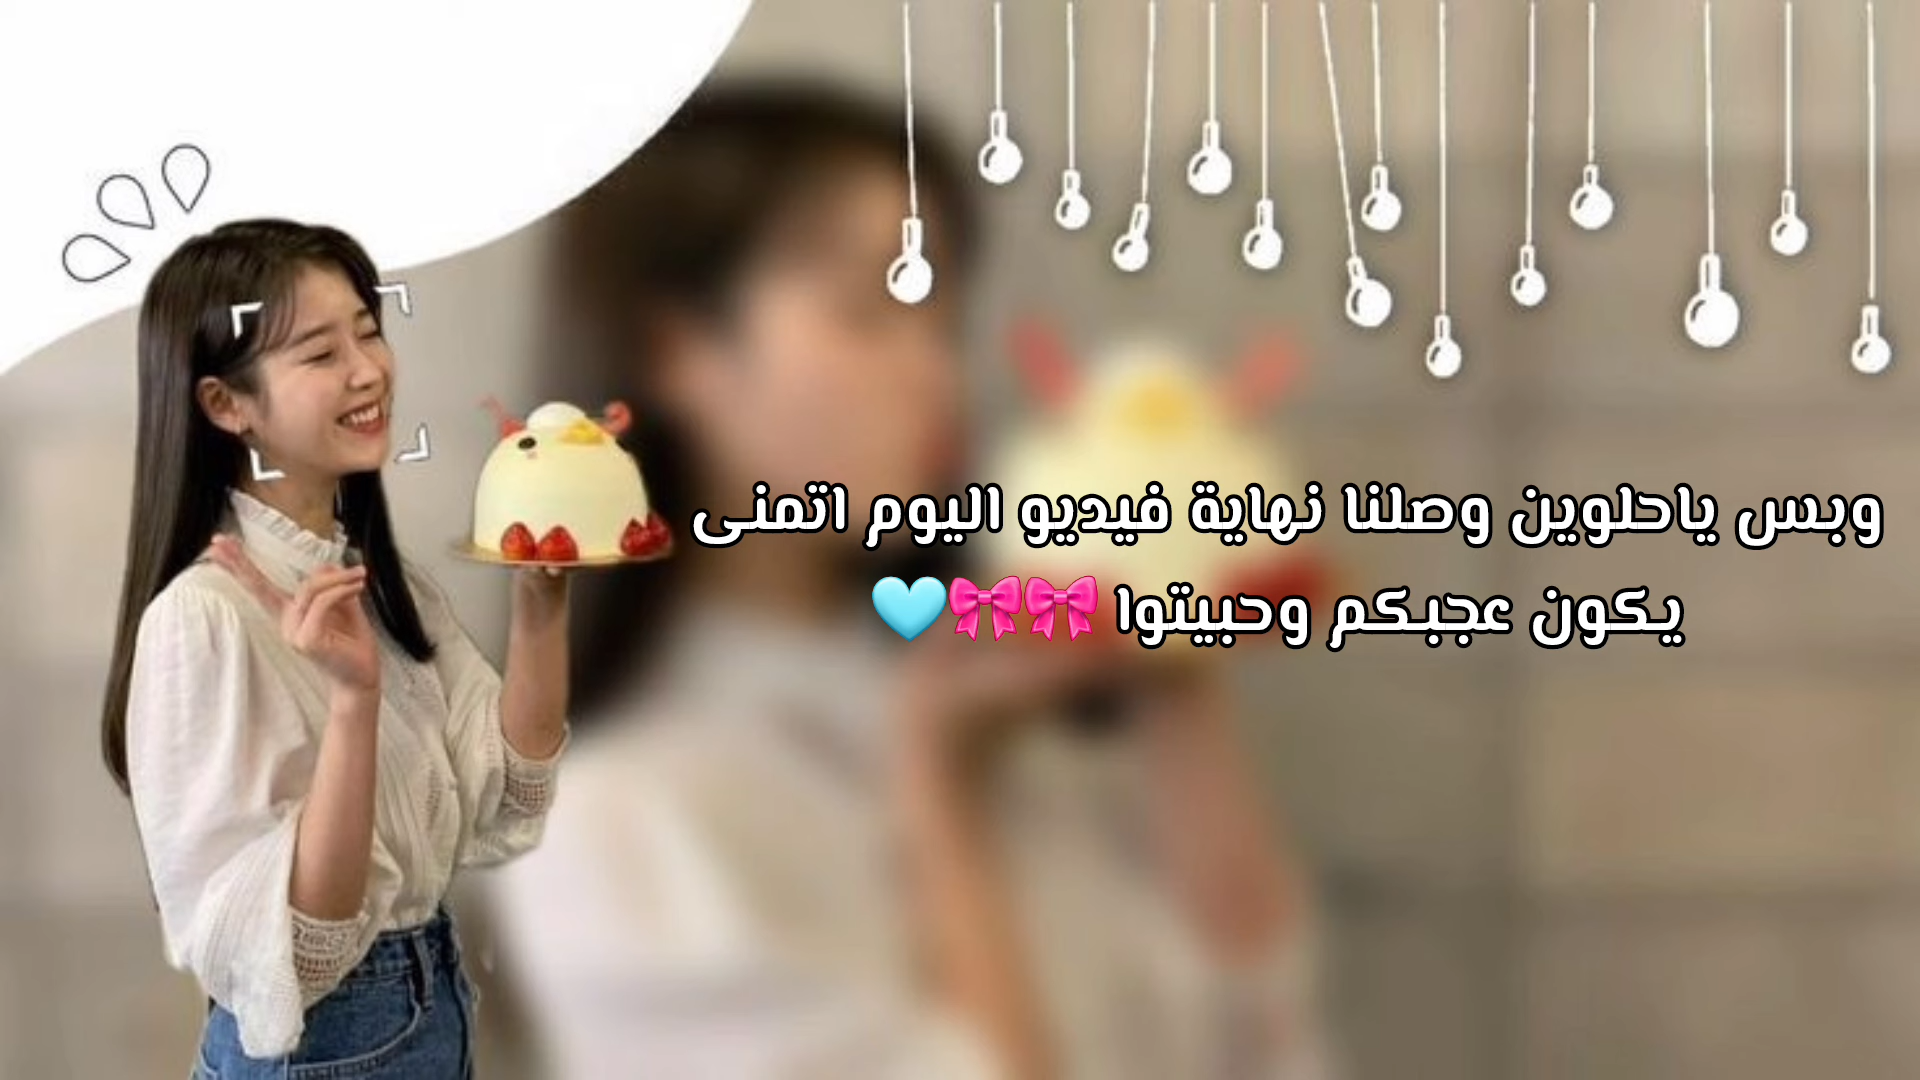 وبس ياحلوين وصلنا نهاية فيديو اليوم اتمنى
يكون عجبكم وحبيتوا 🎀🎀🩵